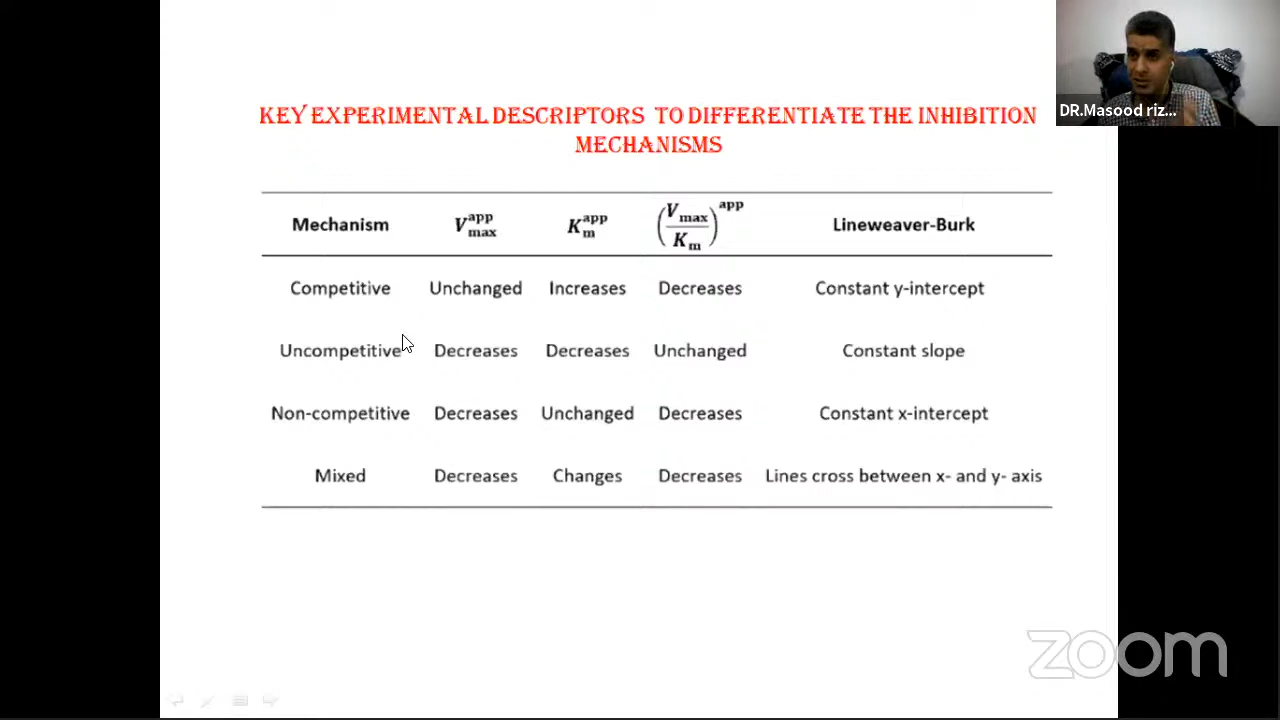 DR.Masood riz...
KEY EXPERIMENTAL DESCRIPTORS TO DIFFERENTIATE THE INHIBITION
MECHANISMS
Mechanism V_max^app K_m^app (V_max/K_m)^app Lineweaver-Burk
Competitive Unchanged Increases Decreases Constant y-intercept
Uncompetitive Decreases Decreases Unchanged Constant slope
Non-competitive Decreases Unchanged Decreases Constant x-intercept
Mixed Decreases Changes Decreases Lines cross between x- and y- axis
zoom